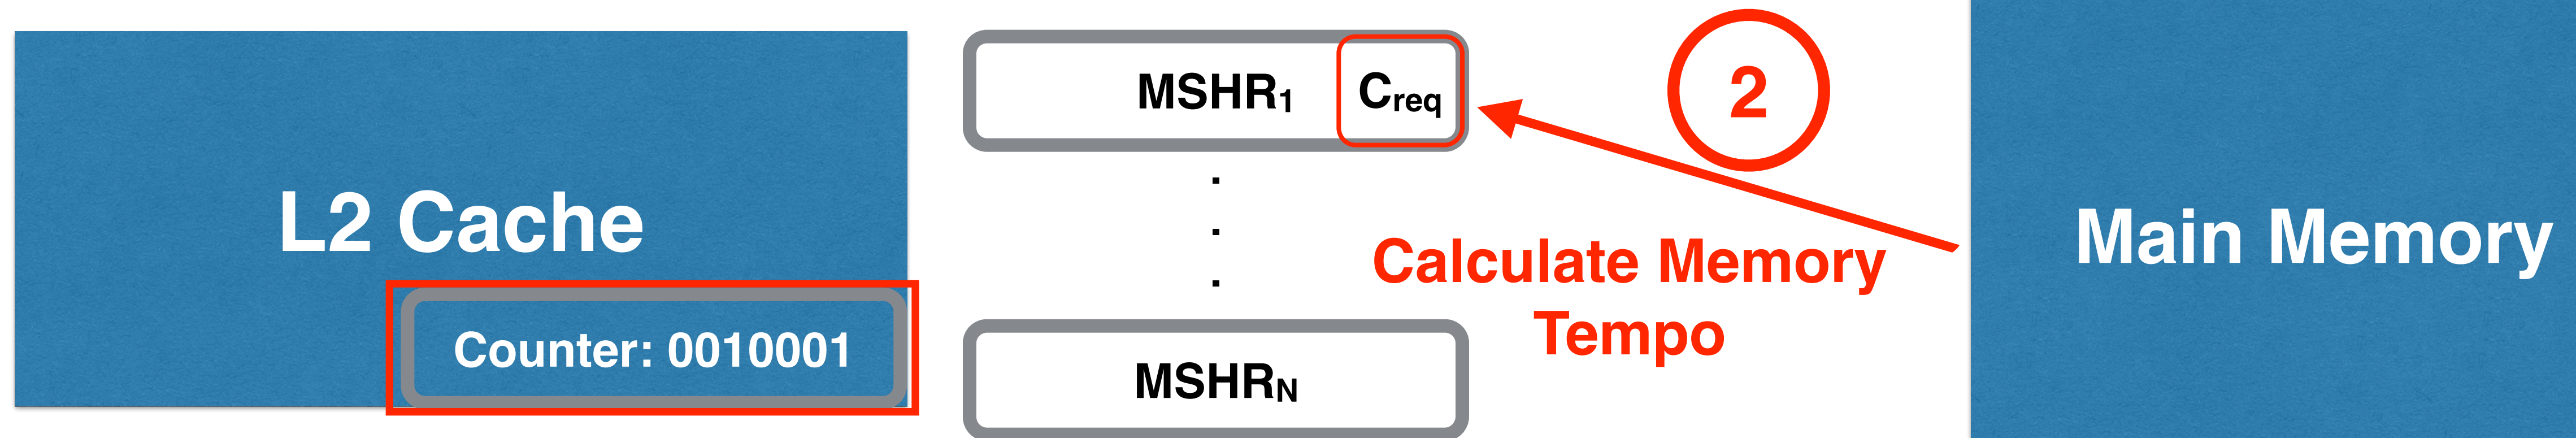 L2 Cache
Counter: 0010001
MSHR₁ Creq
.
.
.
MSHRN
2
Calculate Memory
Tempo
Main Memory